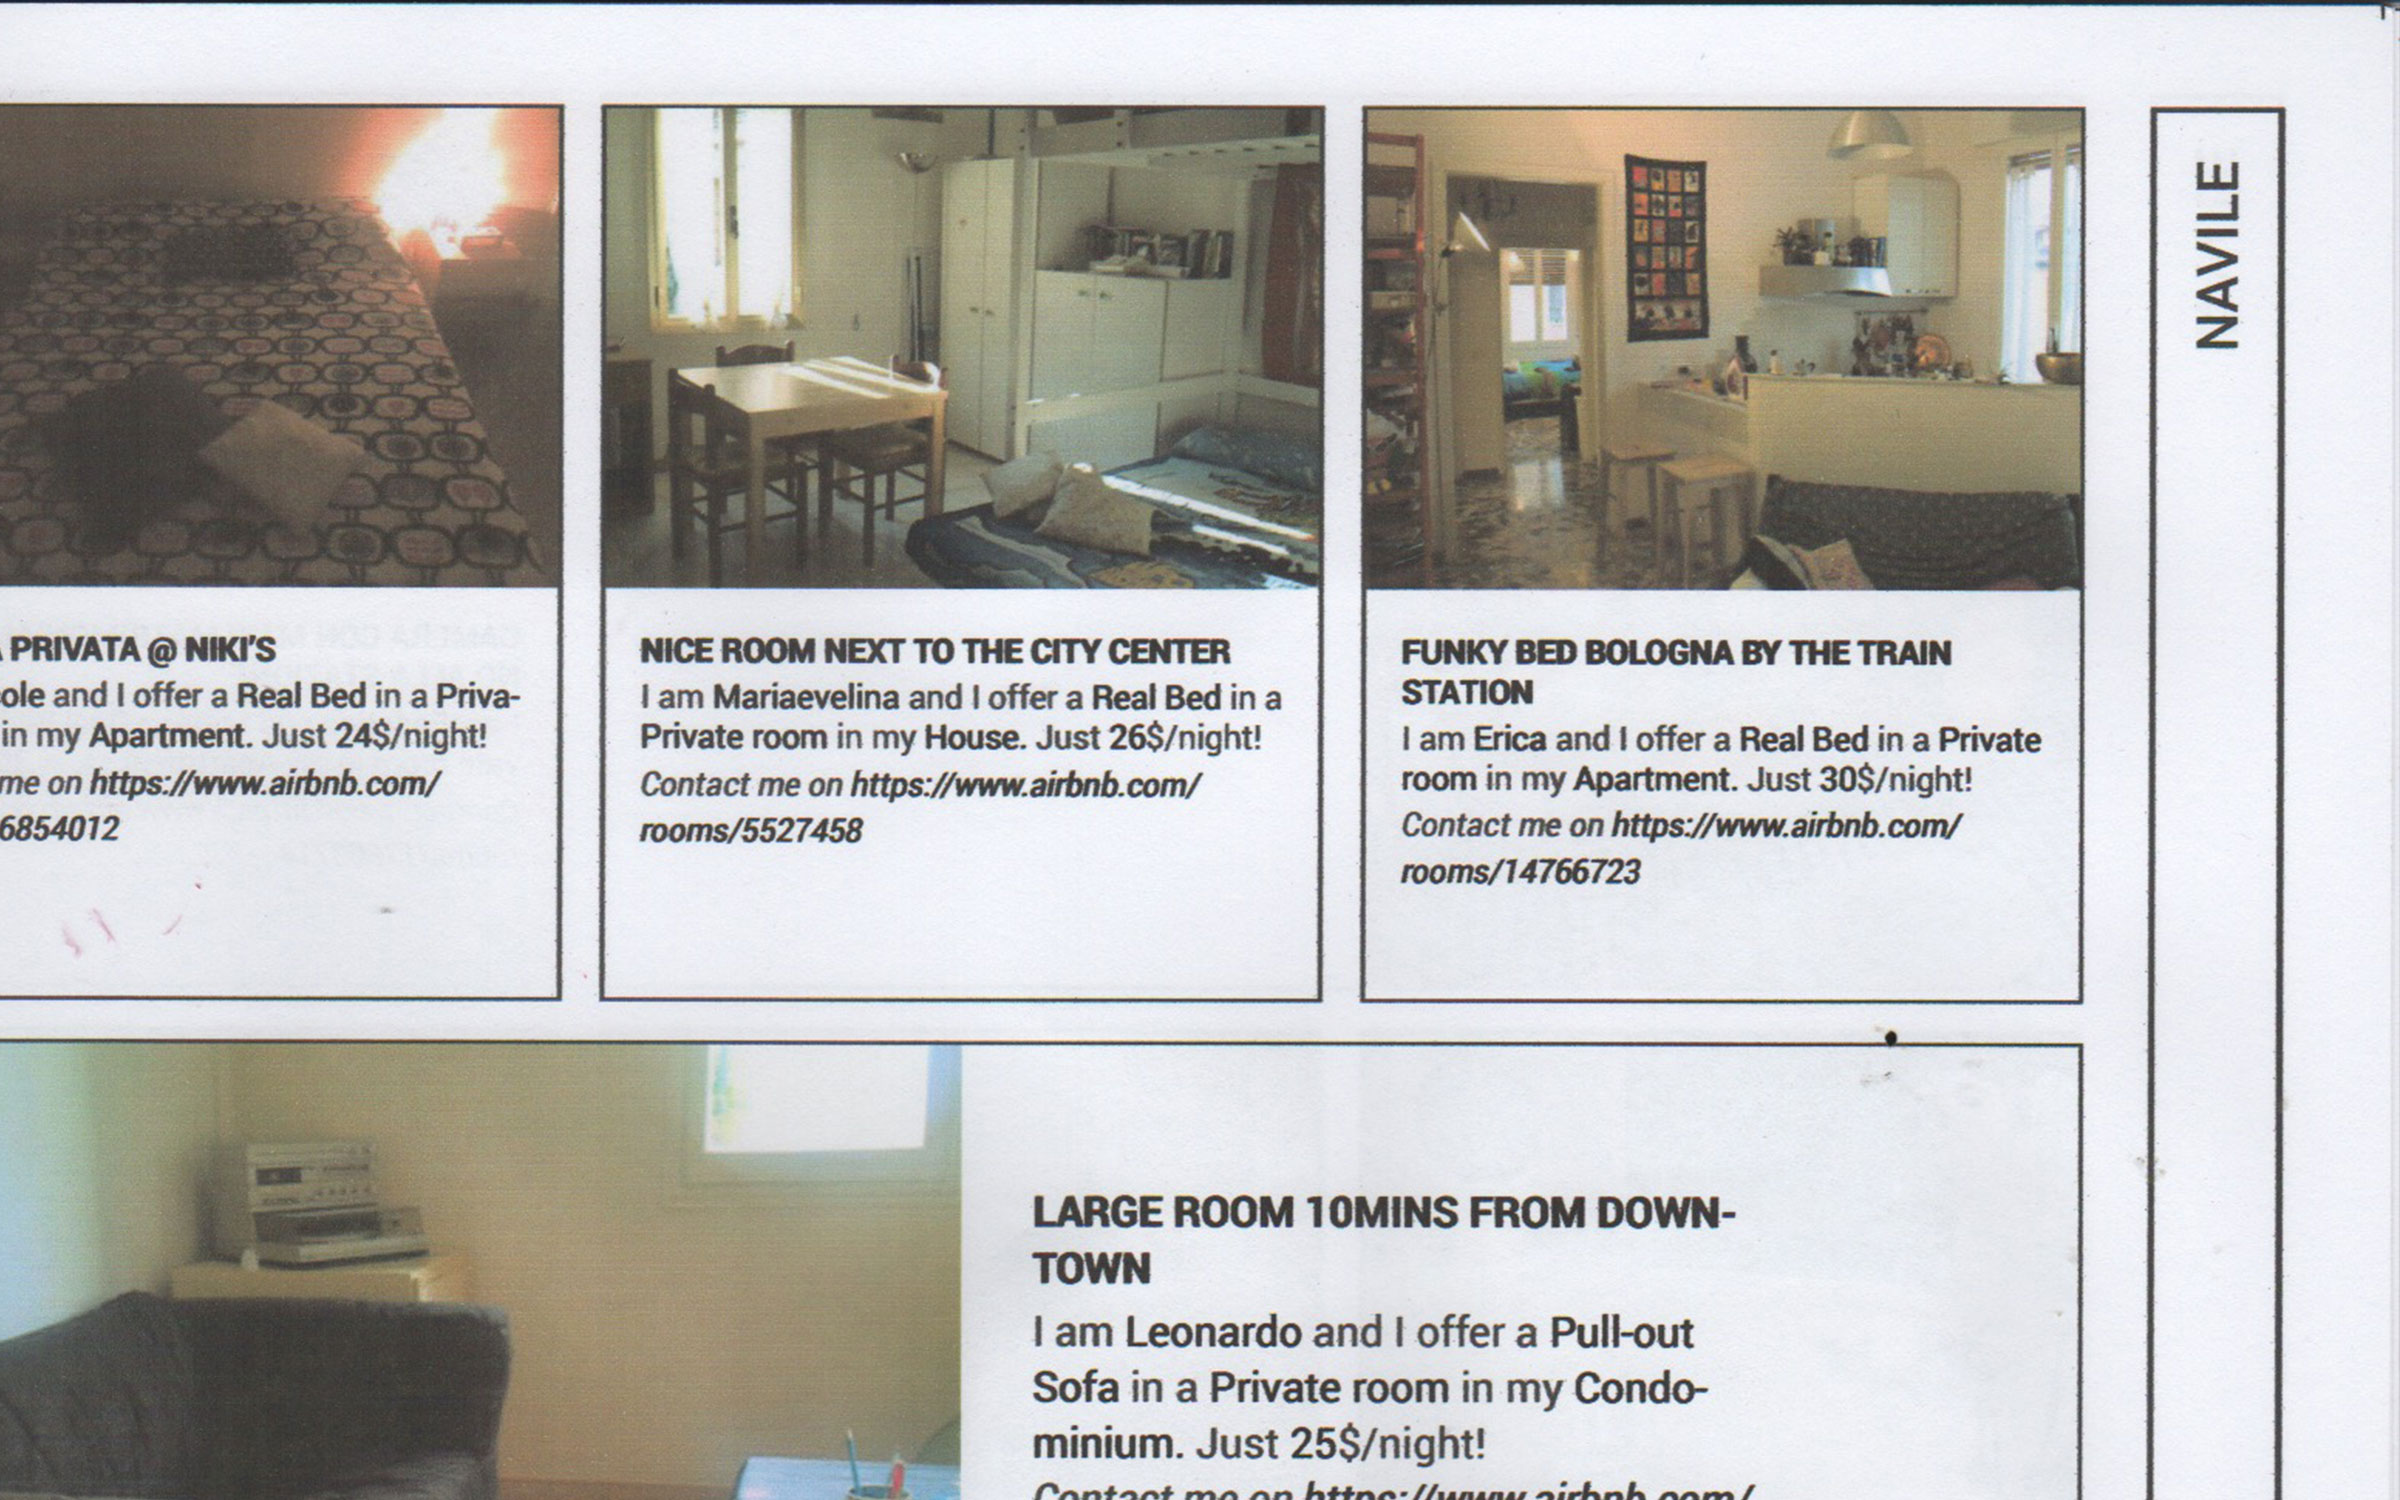 PRIVATA @ NIKI'S
and I offer a Real Bed in a Priva-
in my Apartment. Just 24$/night!
me on https://www.airbnb.com/
6854012
NICE ROOM NEXT TO THE CITY CENTER
I am Mariaevelina and I offer a Real Bed in a
Private room in my House. Just 26$/night!
Contact me on https://www.airbnb.com/
rooms/5527458
FUNKY BED BOLOGNA BY THE TRAIN
STATION
I am Erica and I offer a Real Bed in a Private
room in my Apartment. Just 30$/night!
Contact me on https://www.airbnb.com/
rooms/14766723
NAVILE
LARGE ROOM 10MINS FROM DOWN-
TOWN
I am Leonardo and I offer a Pull-out
Sofa in a Private room in my Condo-
minium. Just 25$/night!
Contact me on https://www.airbnb.com/